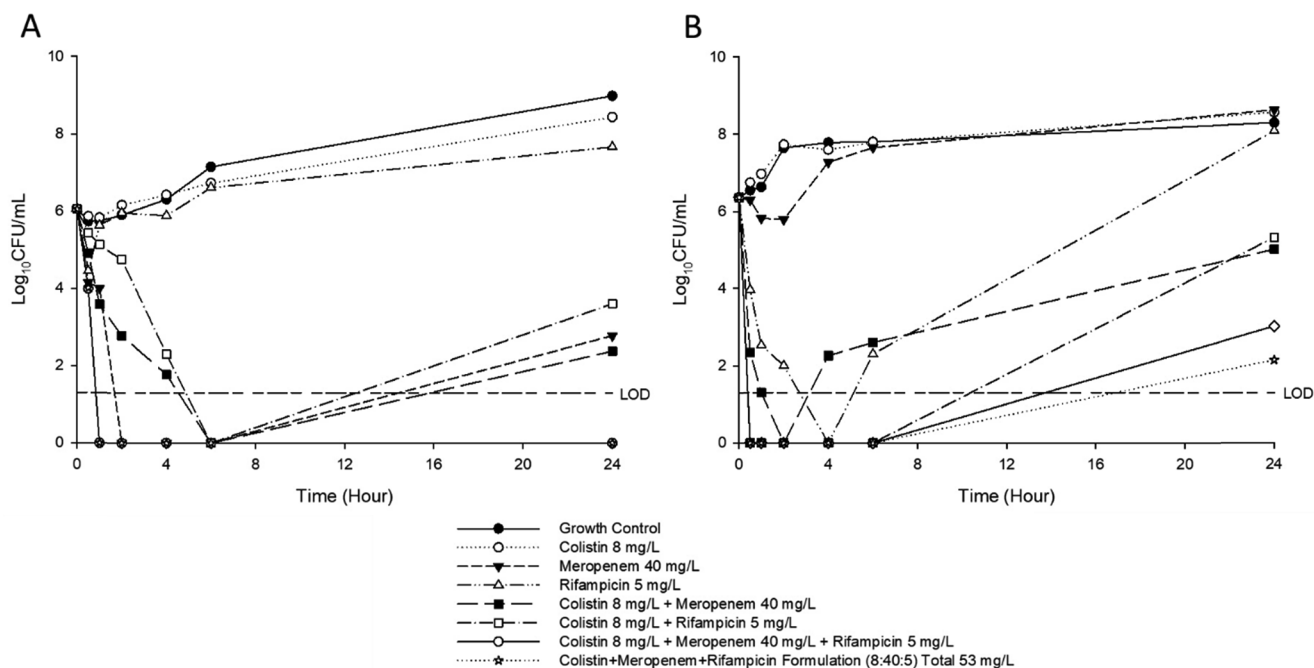 A
B
10
8
6
4
2
0
Log10CFU/mL
LOD
0 4 8 12 16 20 24
Time (Hour)
10
8
6
4
2
0
Log10CFU/mL
LOD
0 4 8 12 16 20 24
Time (Hour)
Growth Control
Colistin 8 mg/L
Meropenem 40 mg/L
Rifampicin 5 mg/L
Colistin 8 mg/L + Meropenem 40 mg/L
Colistin 8 mg/L + Rifampicin 5 mg/L
Colistin 8 mg/L + Meropenem 40 mg/L + Rifampicin 5 mg/L
Colistin+Meropenem+Rifampicin Formulation (8:40:5) Total 53 mg/L